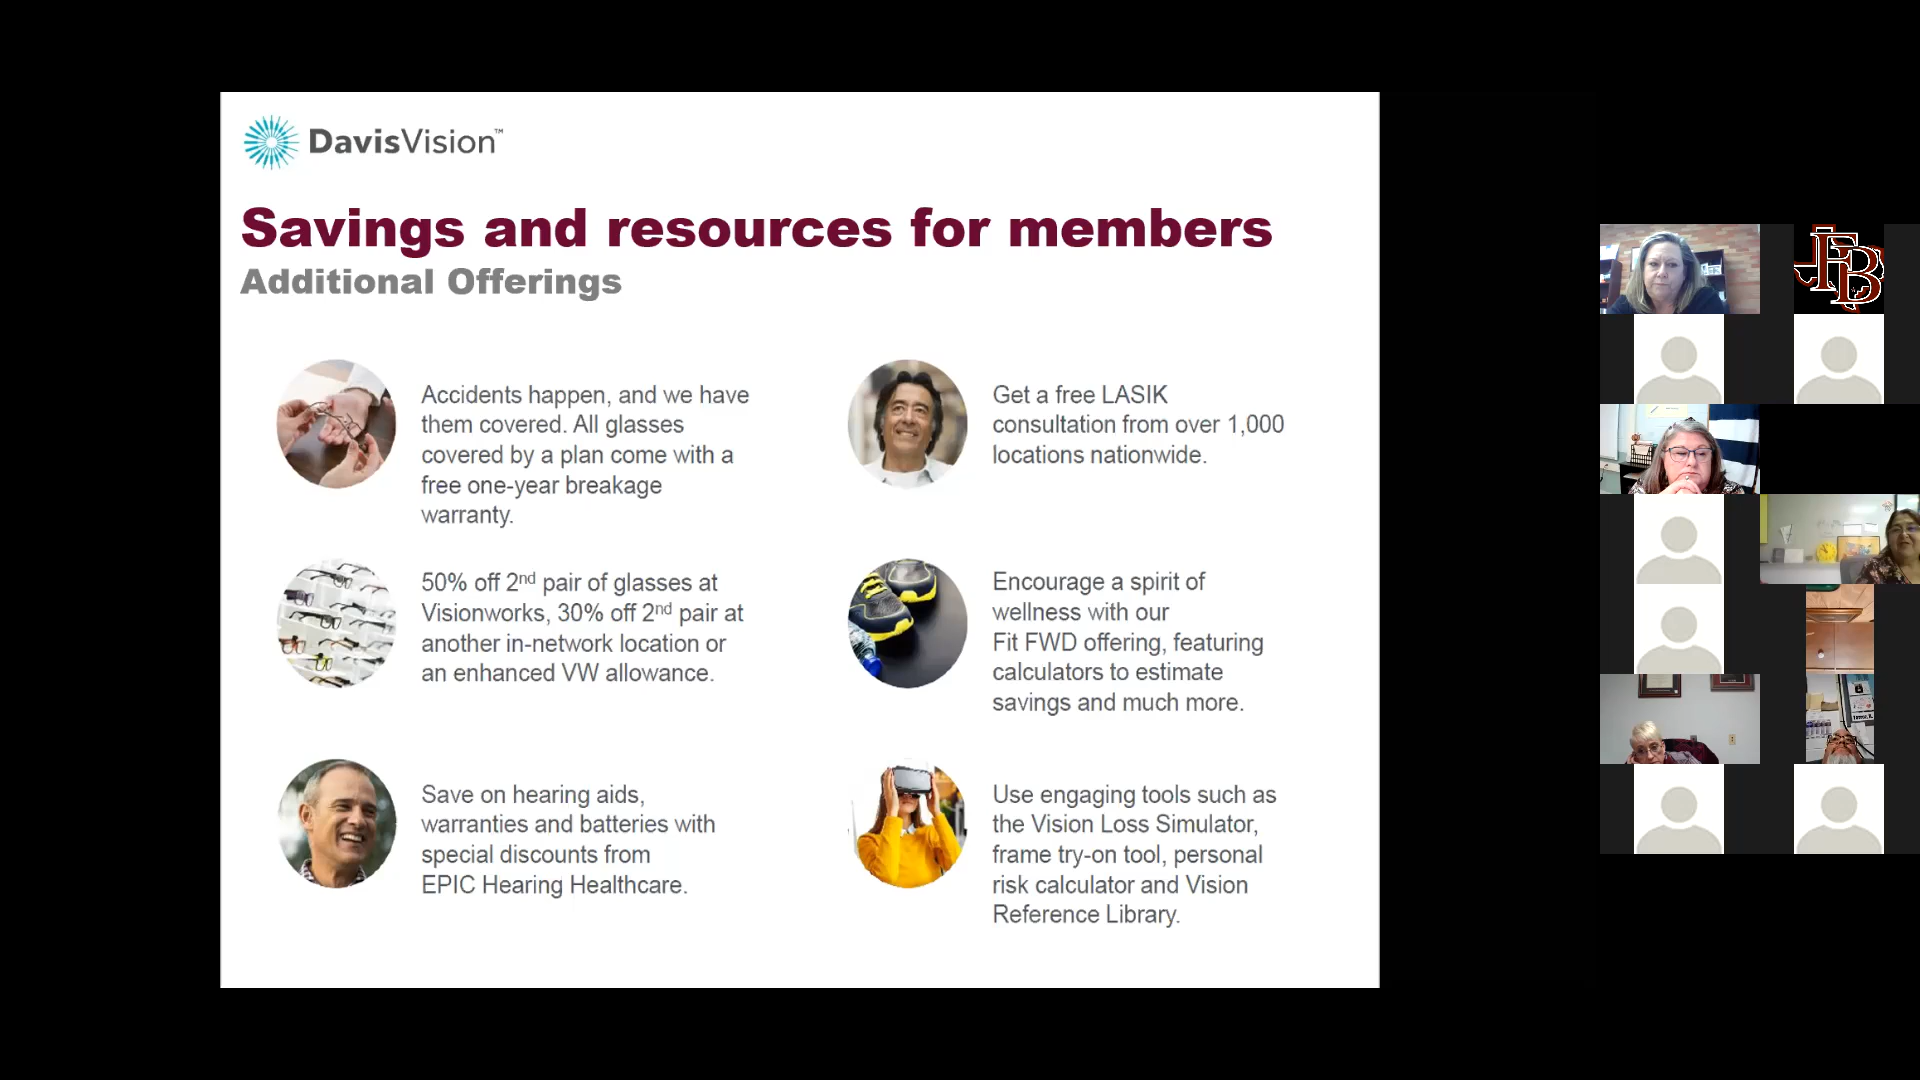 DavisVision™
Savings and resources for members
Additional Offerings
Accidents happen, and we have
them covered. All glasses
covered by a plan come with a
free one-year breakage
warranty.
Get a free LASIK
consultation from over 1,000
locations nationwide.
50% off 2nd pair of glasses at
Visionworks, 30% off 2nd pair at
another in-network location or
an enhanced VW allowance.
Encourage a spirit of
wellness with our
Fit FWD offering, featuring
calculators to estimate
savings and much more.
Save on hearing aids,
warranties and batteries with
special discounts from
EPIC Hearing Healthcare.
Use engaging tools such as
the Vision Loss Simulator,
frame try-on tool, personal
risk calculator and Vision
Reference Library.
FB